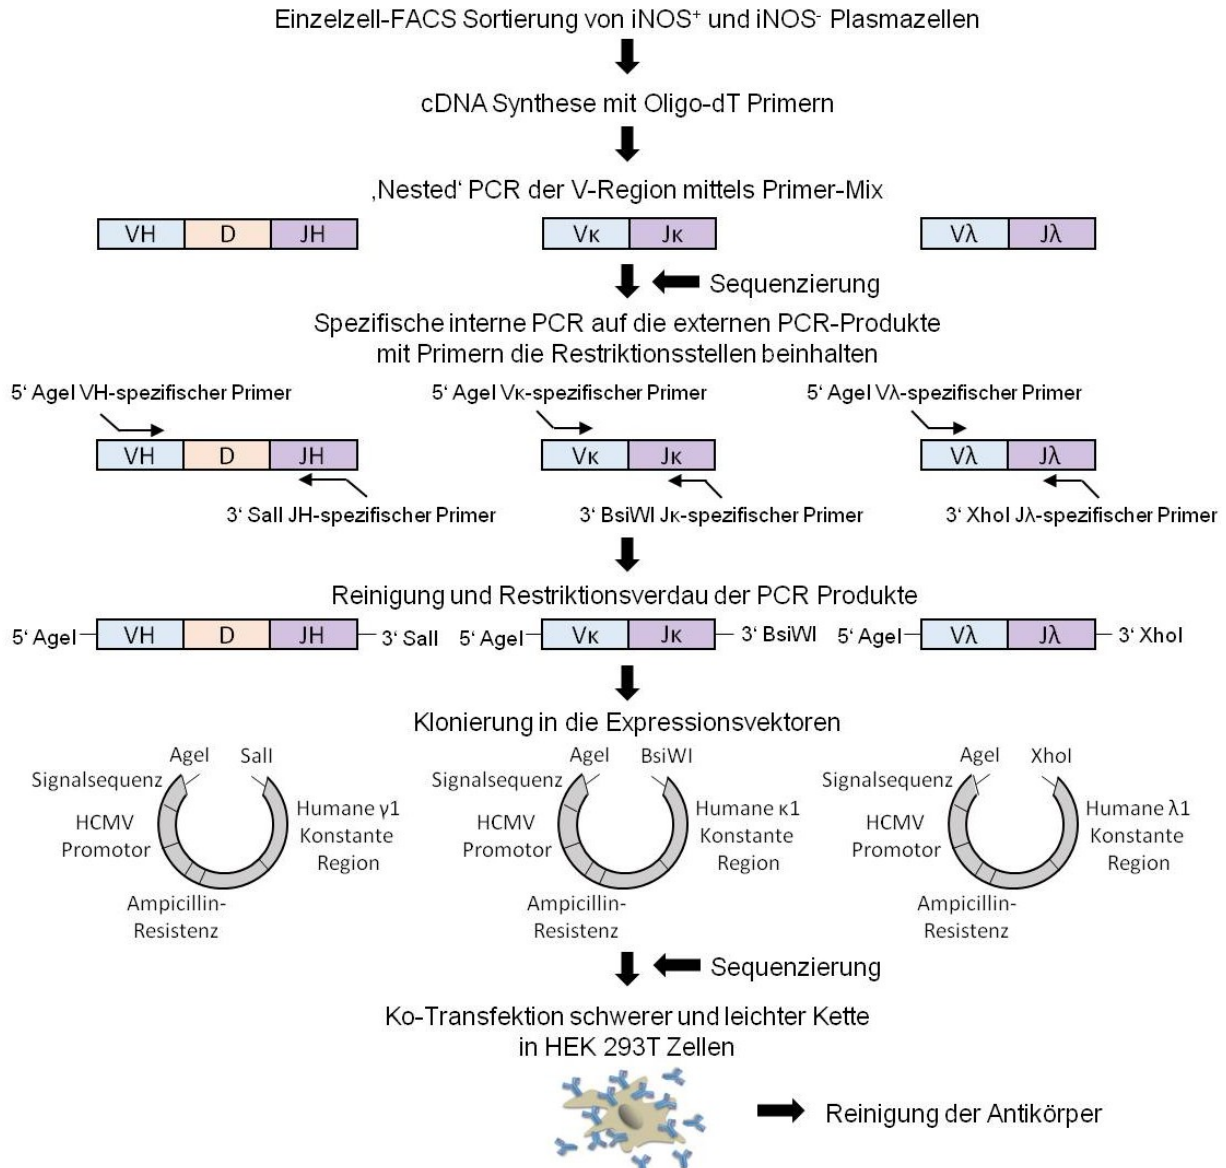 Einzelzell-FACS Sortierung von iNOS⁺ und iNOS⁻ Plasmazellen
cDNA Synthese mit Oligo-dT Primern
‚Nested‘ PCR der V-Region mittels Primer-Mix
VH D JH Vκ Jκ Vλ Jλ
Sequenzierung
Spezifische interne PCR auf die externen PCR-Produkte
mit Primern die Restriktionsstellen beinhalten
5‘ AgeI VH-spezifischer Primer 5‘ AgeI Vκ-spezifischer Primer 5‘ AgeI Vλ-spezifischer Primer
VH D JH Vκ Jκ Vλ Jλ
3‘ SalI JH-spezifischer Primer 3‘ BsiWI Jκ-spezifischer Primer 3‘ XhoI Jλ-spezifischer Primer
Reinigung und Restriktionsverdau der PCR Produkte
5‘ AgeI VH D JH 3‘ SalI 5‘ AgeI Vκ Jκ 3‘ BsiWI 5‘ AgeI Vλ Jλ 3‘ XhoI
Klonierung in die Expressionsvektoren
AgeI SalI
Signalsequenz
HCMV
Promotor
Humane γ1
Konstante
Region
Ampicillin-
Resistenz
AgeI BsiWI
Signalsequenz
HCMV
Promotor
Humane κ1
Konstante
Region
Ampicillin-
Resistenz
AgeI XhoI
Signalsequenz
HCMV
Promotor
Humane λ1
Konstante
Region
Ampicillin-
Resistenz
Sequenzierung
Ko-Transfektion schwerer und leichter Kette
in HEK 293T Zellen
Reinigung der Antikörper